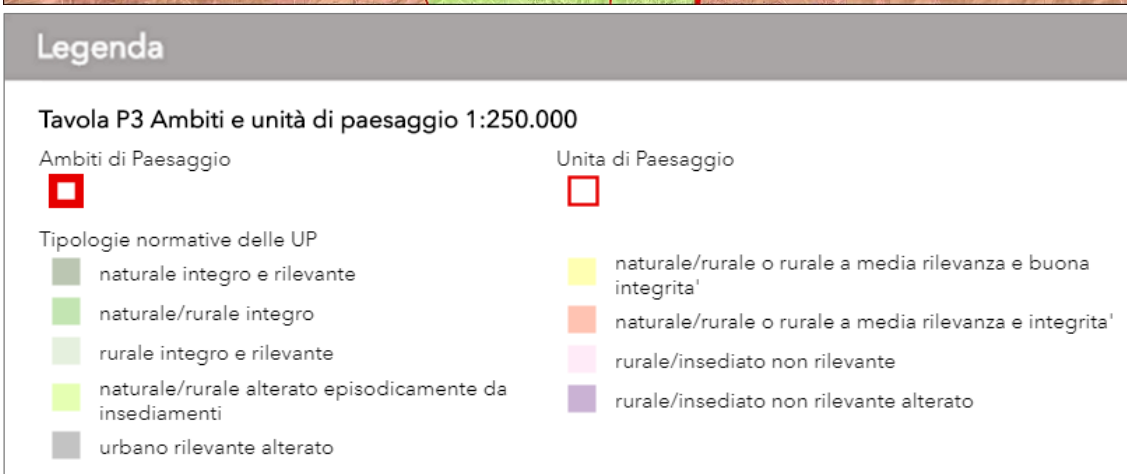 Legenda
Tavola P3 Ambiti e unità di paesaggio 1:250.000
Ambiti di Paesaggio
Unita di Paesaggio
Tipologie normative delle UP
naturale integro e rilevante
naturale/rurale integro
rurale integro e rilevante
naturale/rurale alterato episodicamente da
insediamenti
urbano rilevante alterato
naturale/rurale o rurale a media rilevanza e buona
integrita'
naturale/rurale o rurale a media rilevanza e integrita'
rurale/insediato non rilevante
rurale/insediato non rilevante alterato